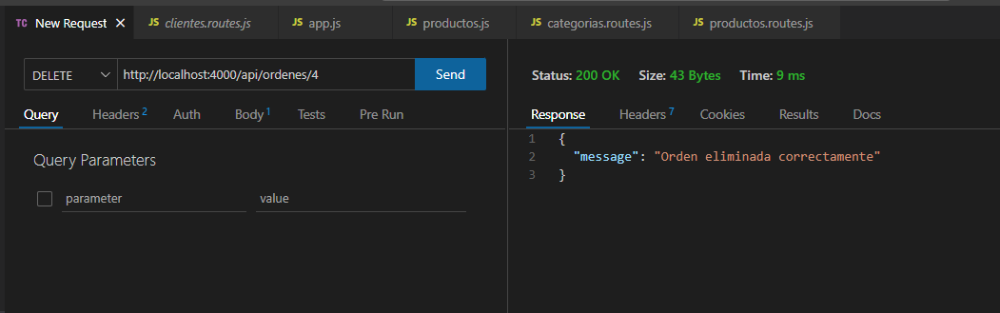 TC New Request × JS clientes.routes.js JS app.js JS productos.js JS categorias.routes.js JS productos.routes.js
DELETE http://localhost:4000/api/ordenes/4 Send
Query Headers 2 Auth Body 1 Tests Pre Run
Query Parameters
parameter value
Status: 200 OK Size: 43 Bytes Time: 9 ms
Response Headers 7 Cookies Results Docs
1 {
2 "message": "Orden eliminada correctamente"
3 }